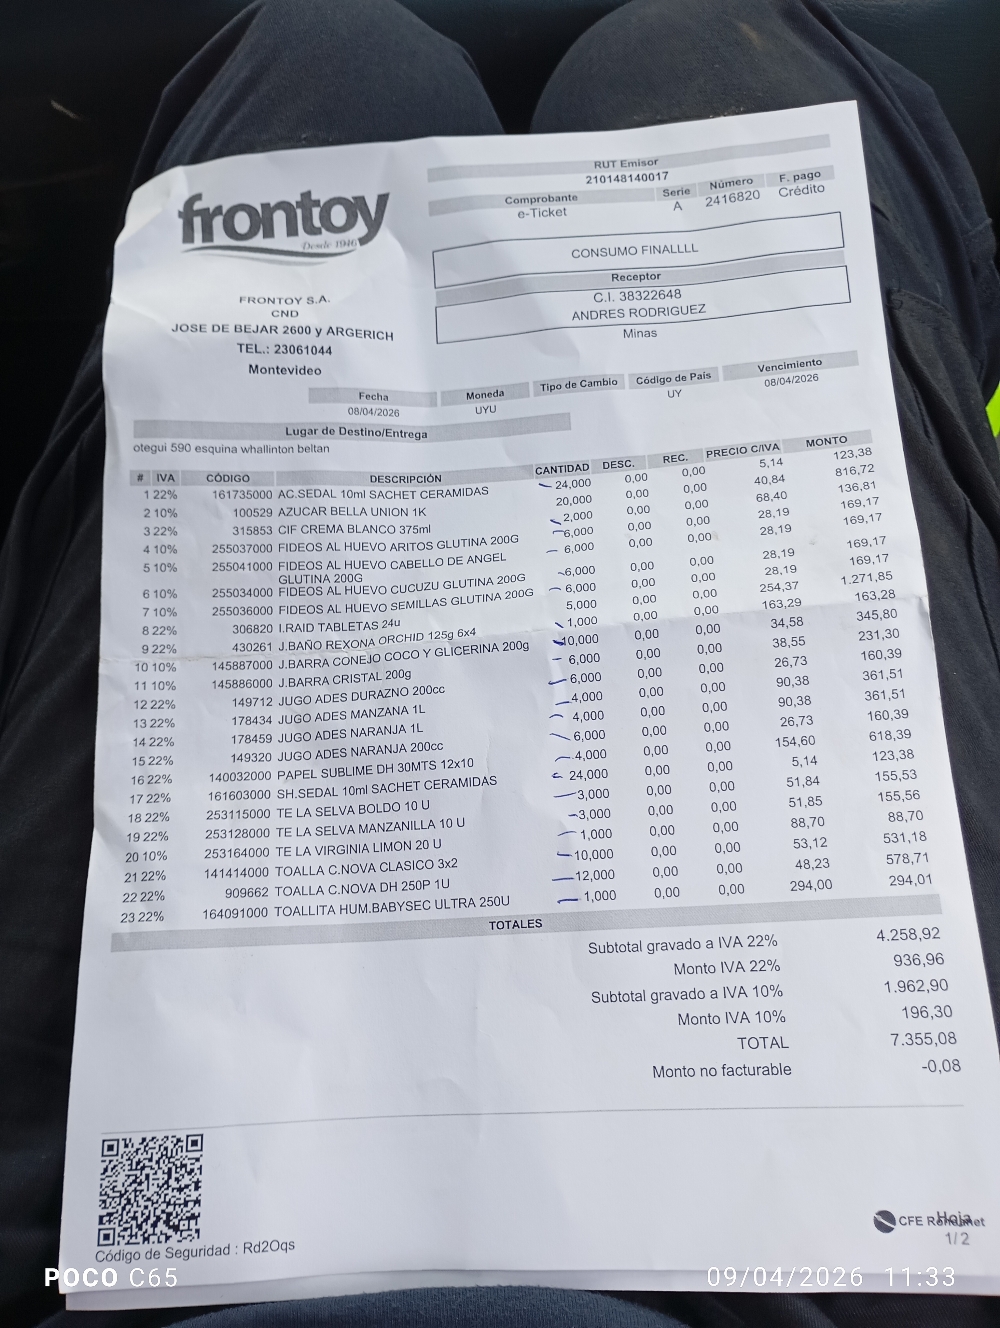 frontoy
Desde 1946
FRONTOY S.A.
CND
JOSE DE BEJAR 2600 y ARGERICH
TEL.: 23061044
Montevideo
RUT Emisor
210148140017
Comprobante Serie Número F. pago
e-Ticket A 2416820 Crédito
CONSUMO FINALLLL
Receptor
C.I. 38322648
ANDRES RODRIGUEZ
Minas
Fecha Moneda Tipo de Cambio Código de País Vencimiento
08/04/2026 UYU UY 08/04/2026
Lugar de Destino/Entrega
otegui 590 esquina whallinton beltan
# IVA CÓDIGO DESCRIPCIÓN CANTIDAD DESC. REC. PRECIO C/IVA MONTO
1 22% 161735000 AC.SEDAL 10ml SACHET CERAMIDAS 24,000 0,00 0,00 5,14 123,38
2 10% 100529 AZUCAR BELLA UNION 1K 20,000 0,00 0,00 40,84 816,72
3 22% 315853 CIF CREMA BLANCO 375ml 2,000 0,00 0,00 68,40 136,81
4 10% 255037000 FIDEOS AL HUEVO ARITOS GLUTINA 200G 6,000 0,00 0,00 28,19 169,17
5 10% 255041000 FIDEOS AL HUEVO CABELLO DE ANGEL GLUTINA 200G 6,000 0,00 0,00 28,19 169,17
6 10% 255034000 FIDEOS AL HUEVO CUCUZU GLUTINA 200G 6,000 0,00 0,00 28,19 169,17
7 10% 255036000 FIDEOS AL HUEVO SEMILLAS GLUTINA 200G 6,000 0,00 0,00 28,19 169,17
8 22% 306820 I.RAID TABLETAS 24u 5,000 0,00 0,00 254,37 1.271,85
9 22% 430261 J.BAÑO REXONA ORCHID 125g 6x4 1,000 0,00 0,00 163,29 163,28
10 10% 145887000 J.BARRA CONEJO COCO Y GLICERINA 200g 10,000 0,00 0,00 34,58 345,80
11 10% 145886000 J.BARRA CRISTAL 200g 6,000 0,00 0,00 38,55 231,30
12 22% 149712 JUGO ADES DURAZNO 200cc 6,000 0,00 0,00 26,73 160,39
13 22% 178434 JUGO ADES MANZANA 1L 4,000 0,00 0,00 90,38 361,51
14 22% 178459 JUGO ADES NARANJA 1L 4,000 0,00 0,00 90,38 361,51
15 22% 149320 JUGO ADES NARANJA 200cc 6,000 0,00 0,00 26,73 160,39
16 22% 140032000 PAPEL SUBLIME DH 30MTS 12x10 4,000 0,00 0,00 154,60 618,39
17 22% 161603000 SH.SEDAL 10ml SACHET CERAMIDAS 24,000 0,00 0,00 5,14 123,38
18 22% 253115000 TE LA SELVA BOLDO 10 U 3,000 0,00 0,00 51,84 155,53
19 22% 253128000 TE LA SELVA MANZANILLA 10 U 3,000 0,00 0,00 51,85 155,56
20 10% 253164000 TE LA VIRGINIA LIMON 20 U 1,000 0,00 0,00 88,70 88,70
21 22% 141414000 TOALLA C.NOVA CLASICO 3x2 10,000 0,00 0,00 53,12 531,18
22 22% 909662 TOALLA C.NOVA DH 250P 1U 12,000 0,00 0,00 48,23 578,71
23 22% 164091000 TOALLITA HUM.BABYSEC ULTRA 250U 1,000 0,00 0,00 294,00 294,01
TOTALES
Subtotal gravado a IVA 22% 4.258,92
Monto IVA 22% 936,96
Subtotal gravado a IVA 10% 1.962,90
Monto IVA 10% 196,30
TOTAL 7.355,08
Monto no facturable -0,08
Código de Seguridad : Rd2Oqs
CFE
Hoja
1/2
POCO C65
09/04/2026 11:33